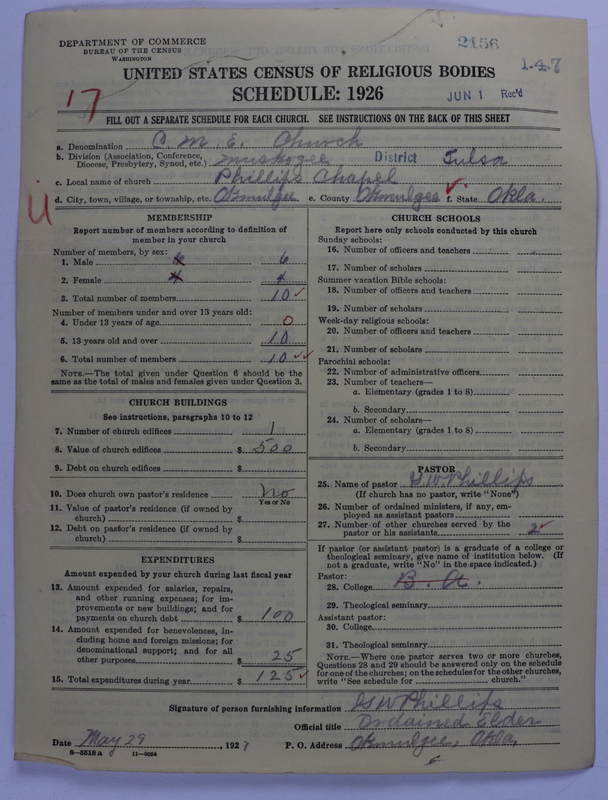 DEPARTMENT OF COMMERCE
BUREAU OF THE CENSUS
WASHINGTON
2156
1-4-7
UNITED STATES CENSUS OF RELIGIOUS BODIES
SCHEDULE: 1926
17
JUN 1 Rec'd
FILL OUT A SEPARATE SCHEDULE FOR EACH CHURCH. SEE INSTRUCTIONS ON THE BACK OF THIS SHEET
a. Denomination C. M. E. Church
b. Division (Association, Conference, Diocese, Presbytery, Synod, etc.) Muskogee District Tulsa
c. Local name of church Phillips Chapel
d. City, town, village, or township, etc. Okmulgee e. County Okmulgee f. State Okla.
MEMBERSHIP
Report number of members according to definition of
member in your church
Number of members, by sex:
1. Male 6
2. Female 4
3. Total number of members 10
Number of members under and over 13 years old:
4. Under 13 years of age 0
5. 13 years old and over 10
6. Total number of members 10
NOTE.—The total given under Question 6 should be
same as the total of males and females given under Question 3.
CHURCH BUILDINGS
See instructions, paragraphs 10 to 12
7. Number of church edifices 1
8. Value of church edifices $ 500
9. Debt on church edifices $
10. Does church own pastor's residence No
Yes or No
11. Value of pastor's residence (if owned by
church) $
12. Debt on pastor's residence (if owned by
church) $
EXPENDITURES
Amount expended by your church during last fiscal year
13. Amount expended for salaries, repairs,
and other running expenses; for im-
provements or new buildings; and for
payments on church debt $ 100
14. Amount expended for benevolences, in-
cluding home and foreign missions; for
denominational support; and for all
other purposes $ 25
15. Total expenditures during year $ 125
CHURCH SCHOOLS
Report here only schools conducted by this church
Sunday schools:
16. Number of officers and teachers
17. Number of scholars
Summer vacation Bible schools:
18. Number of officers and teachers
19. Number of scholars
Week-day religious schools:
20. Number of officers and teachers
21. Number of scholars
Parochial schools:
22. Number of administrative officers
23. Number of teachers—
a. Elementary (grades 1 to 8)
b. Secondary
24. Number of scholars—
a. Elementary (grades 1 to 8)
b. Secondary
PASTOR
25. Name of pastor G W Phillips
(If church has no pastor, write "None")
26. Number of ordained ministers, if any, em-
ployed as assistant pastors
27. Number of other churches served by the
pastor or his assistants 2
If pastor (or assistant pastor) is a graduate of a college or
theological seminary, give name of institution below. (If
not a graduate, write "No" in the space indicated.)
Pastor:
28. College B. A.
29. Theological seminary
Assistant pastor:
30. College
31. Theological seminary
NOTE.—Where one pastor serves two or more churches,
Questions 28 and 29 should be answered only on the schedule
for one of the churches; on the schedules for the other churches,
write "See schedule for church."
Signature of person furnishing information G W Phillips
Official title Ordained Elder
Date May 29, 1927 P. O. Address Okmulgee, Okla,
8—5518 a 11—9054